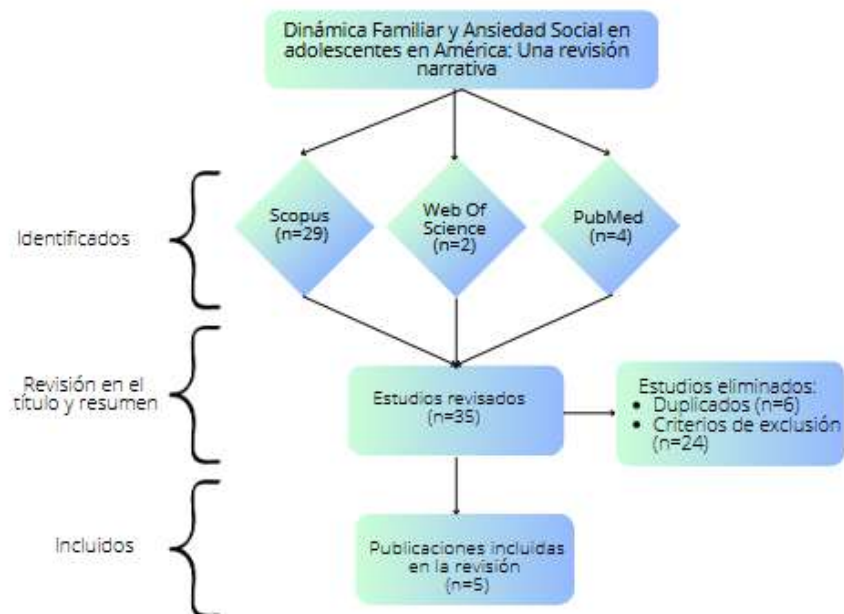 Dinámica Familiar y Ansiedad Social en
adolescentes en América: Una revisión
narrativa
Identificados
Scopus
(n=29)
Web Of
Science
(n=2)
PubMed
(n=4)
Revisión en el
título y resumen
Estudios revisados
(n=35)
Estudios eliminados:
• Duplicados (n=6)
• Criterios de exclusión
(n=24)
Incluidos
Publicaciones incluidas
en la revisión
(n=5)